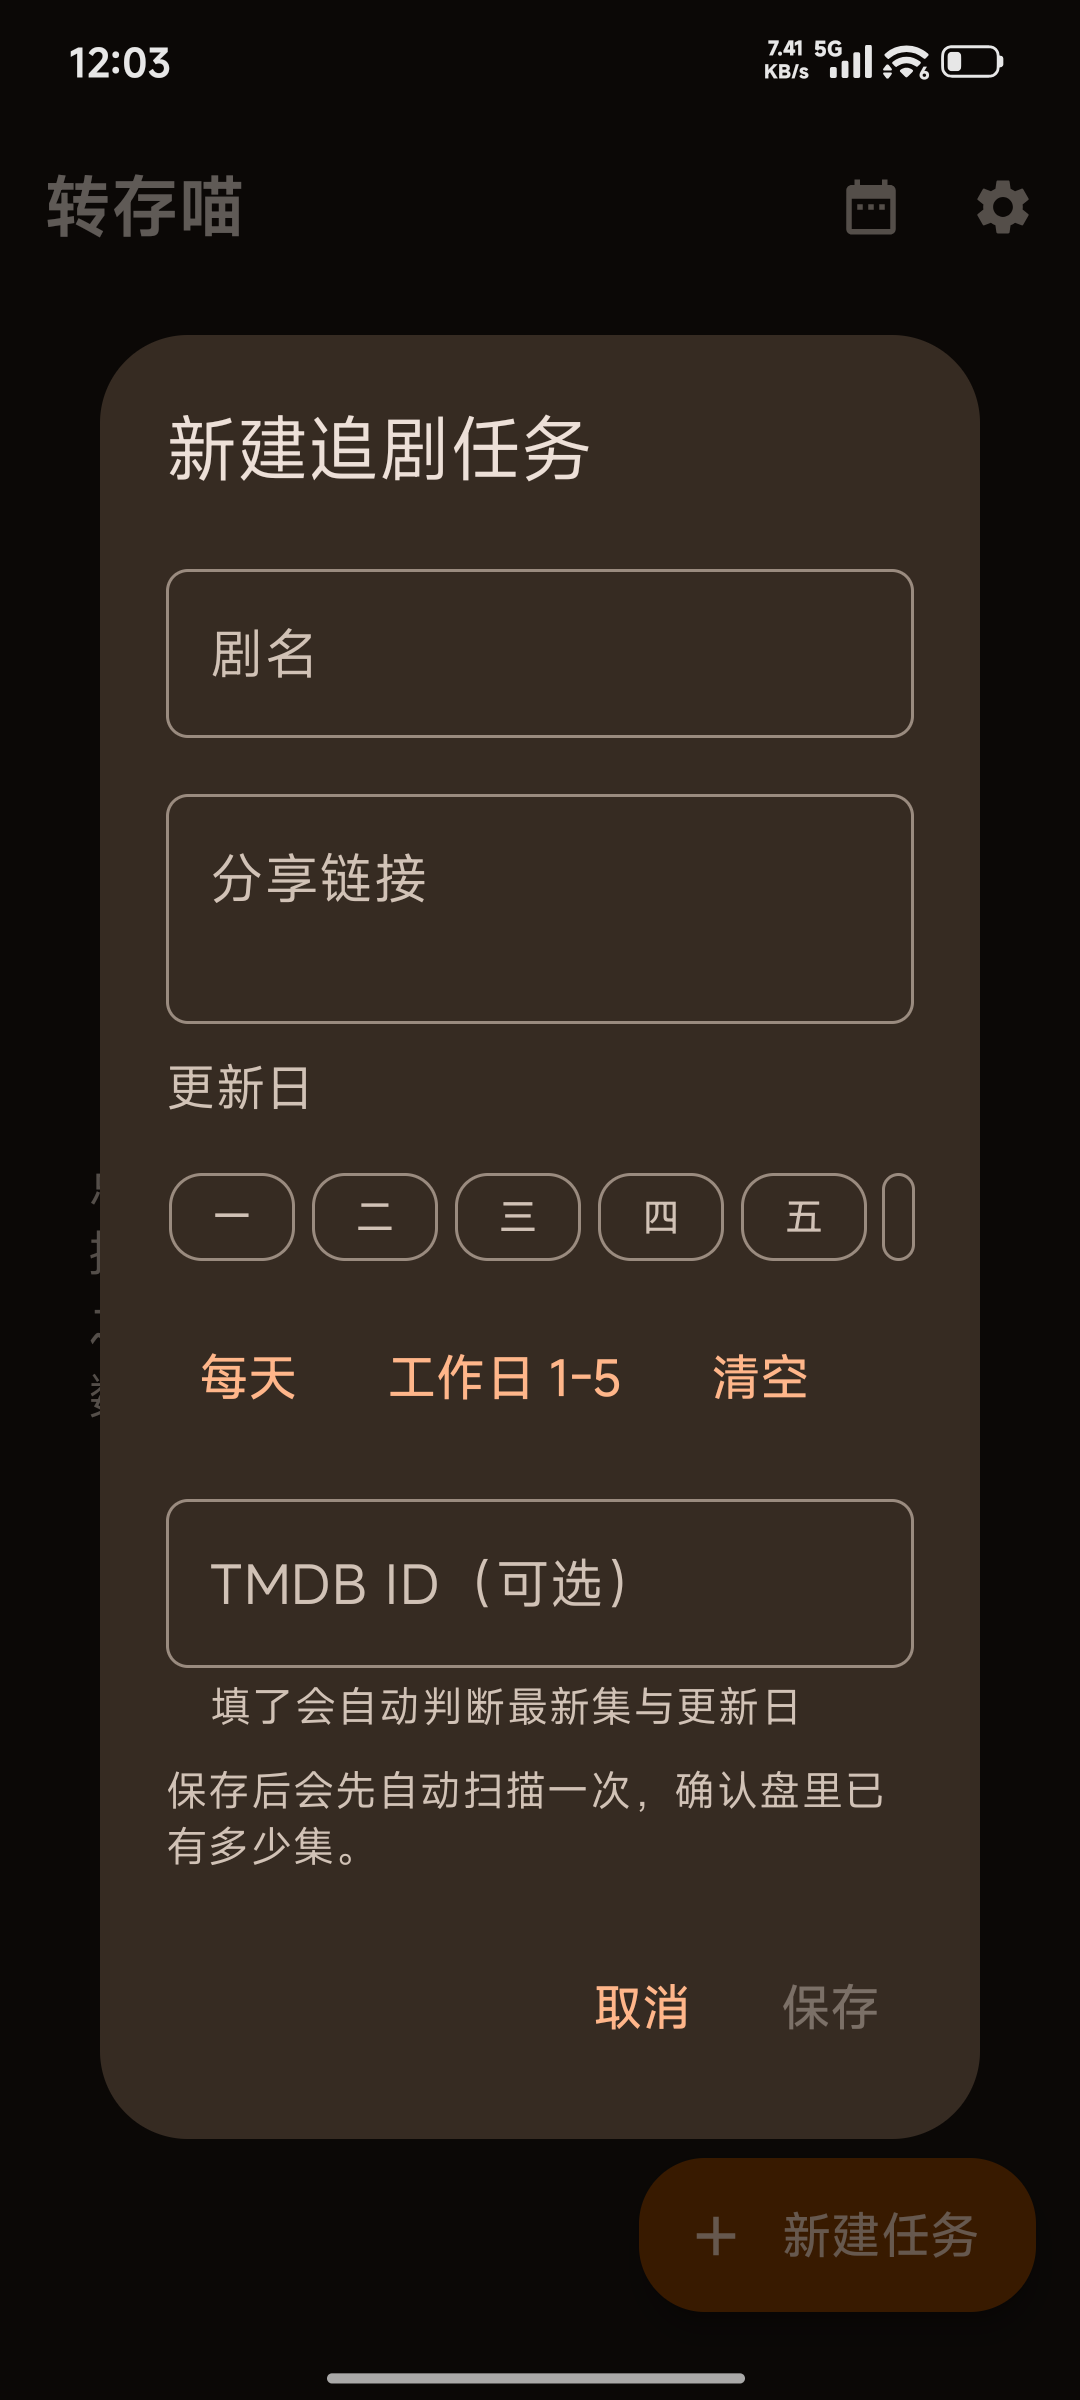 12:03
7.41 KB/s 5G 6
转存喵
新建追剧任务
剧名
分享链接
更新日
一 二 三 四 五
每天 工作日 1-5 清空
TMDB ID（可选）
填了会自动判断最新集与更新日
保存后会先自动扫描一次，确认盘里已
有多少集。
取消 保存
+ 新建任务